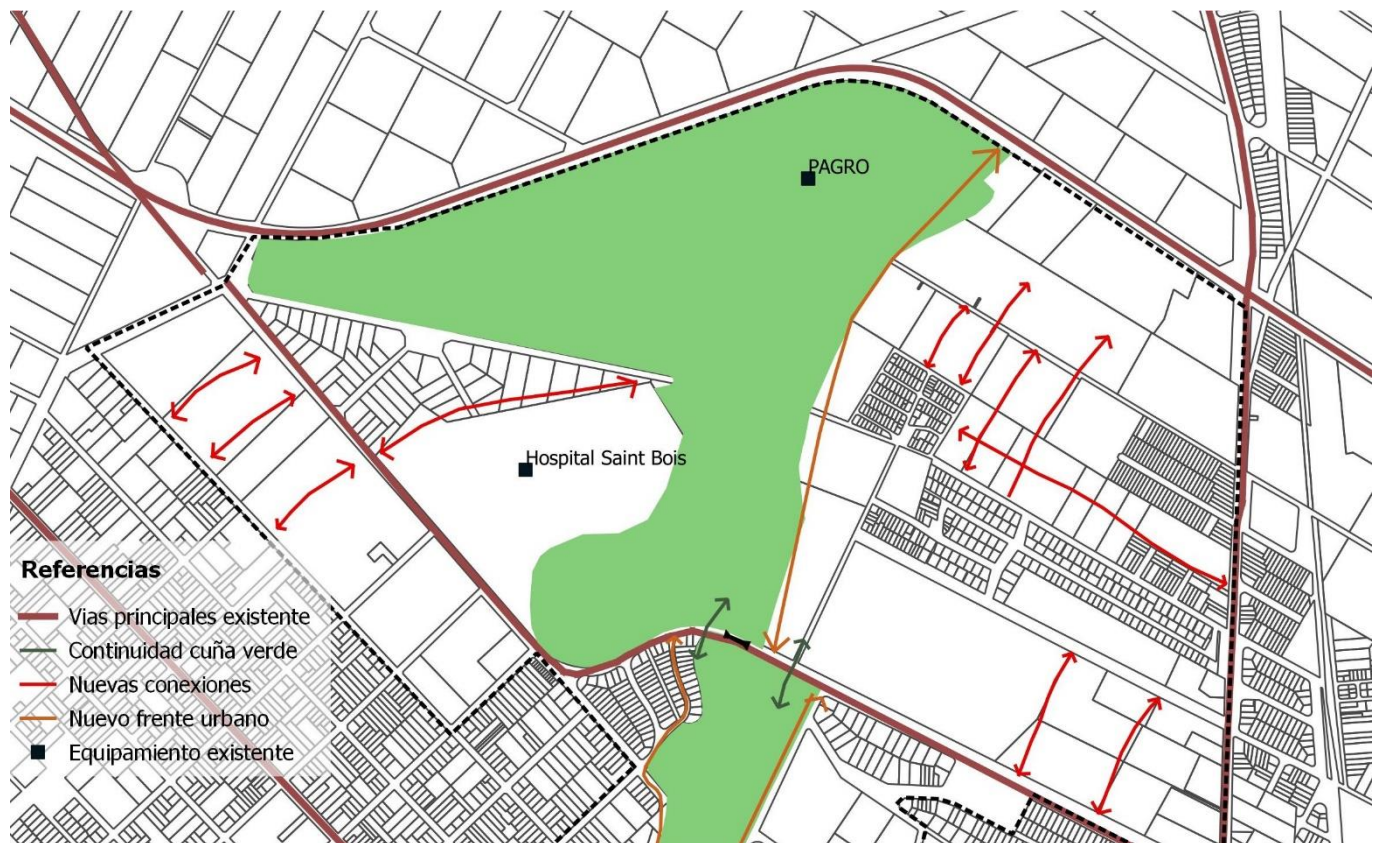 PAGRO
Hospital Saint Bois
Referencias
Vias principales existente
Continuidad cuña verde
Nuevas conexiones
Nuevo frente urbano
Equipamiento existente